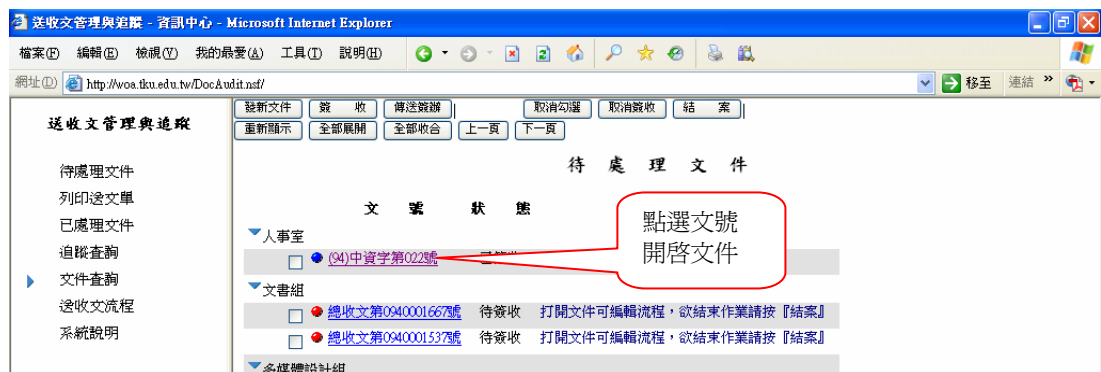 送收文管理與追蹤 - 資訊中心 - Microsoft Internet Explorer
檔案(F) 編輯(E) 檢視(V) 我的最愛(A) 工具(T) 說明(H)
網址(D) http://woa.tku.edu.tw/DocAudit.nsf/ 移至 連結 »
送收文管理與追蹤
待處理文件
列印送文單
已處理文件
追蹤查詢
文件查詢
送收文流程
系統說明
發新文件 簽 收 傳送簽辦| 取消勾選 取消簽收 結 案 |
重新顯示 全部展開 全部收合 上一頁 下一頁
待 處 理 文 件
文 號 狀 態
人事室
(94)中資字第022號 已簽收
點選文號
開啓文件
文書組
總收文第0940001667號 待簽收 打開文件可編輯流程，欲結束作業請按『結案』
總收文第0940001537號 待簽收 打開文件可編輯流程，欲結束作業請按『結案』
多媒體設計組